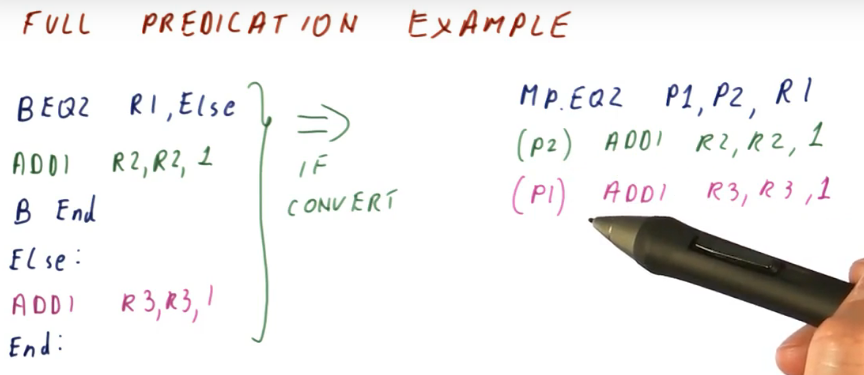 FULL PREDICATION EXAMPLE
BEQZ R1, Else
ADDI R2, R2, 1
B End
Else:
ADDI R3, R3, 1
End:
⇒
IF
CONVERT
MP.EQZ P1, P2, R1
(P2) ADDI R2, R2, 1
(P1) ADDI R3, R3, 1